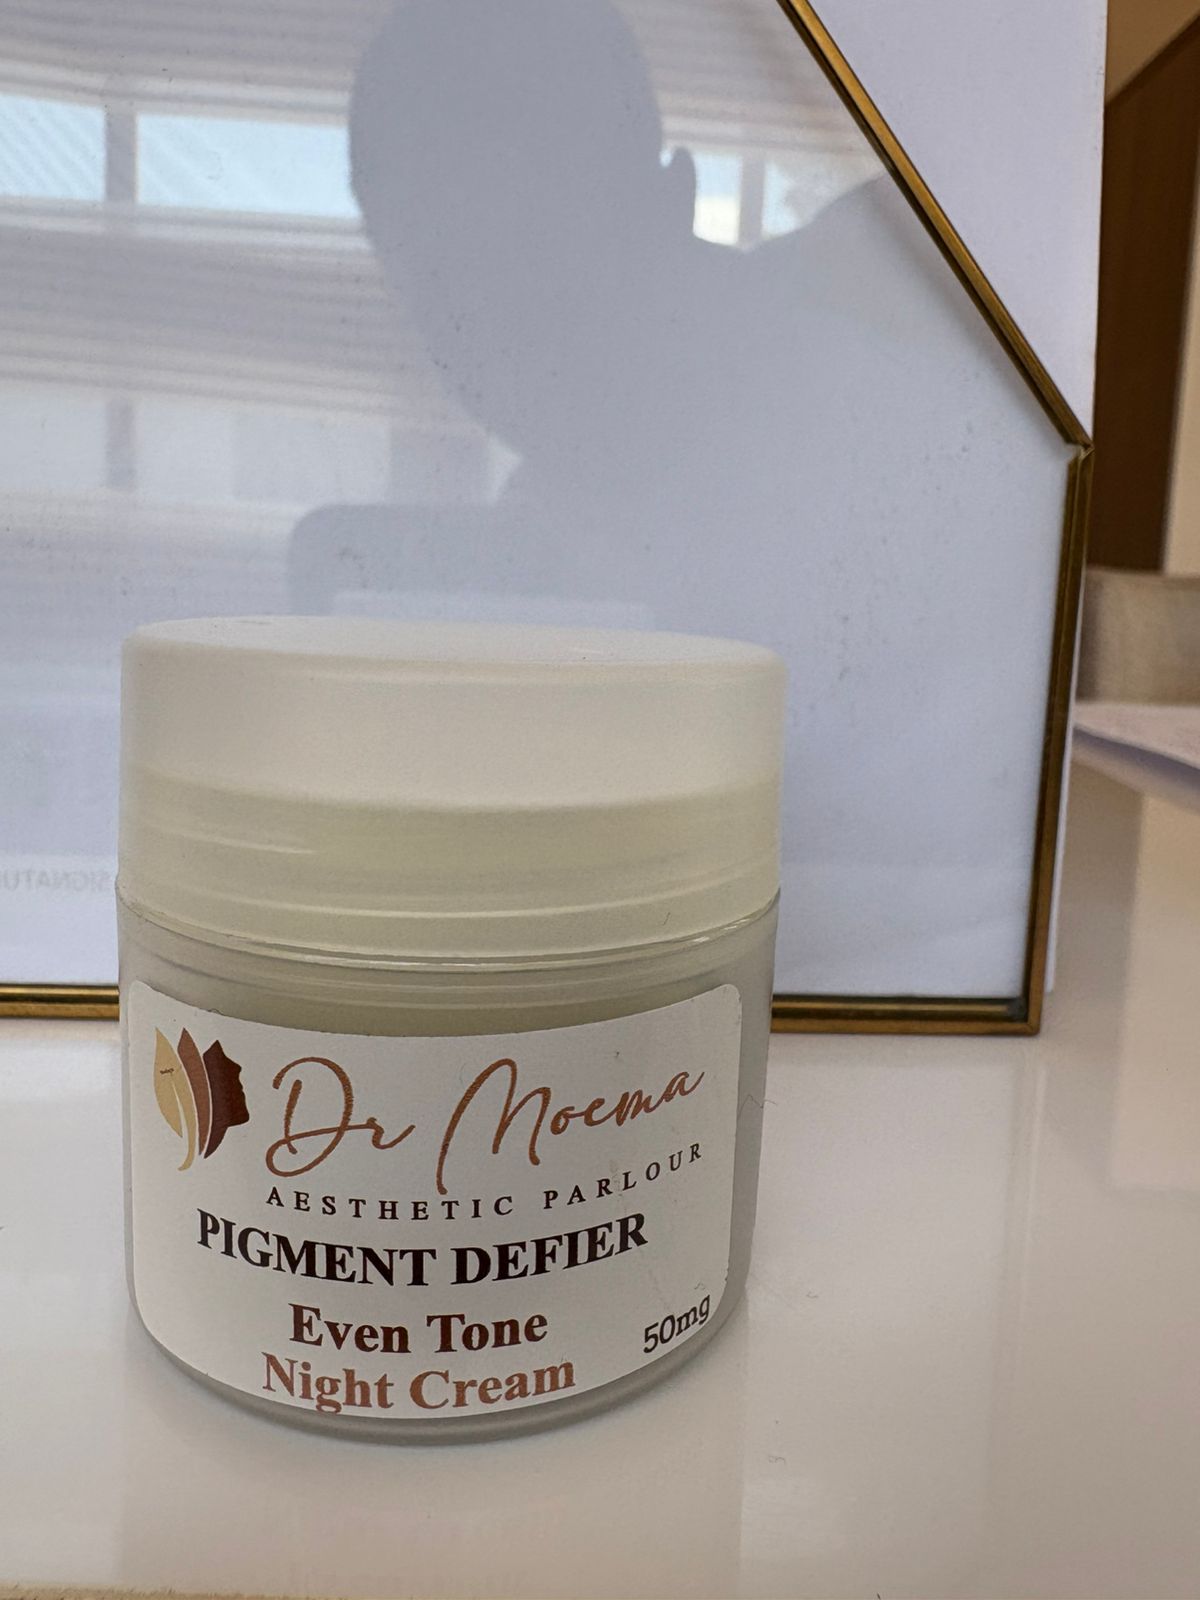 Dr Moema
AESTHETIC PARLOUR
PIGMENT DEFIER
Even Tone
50mg
Night Cream